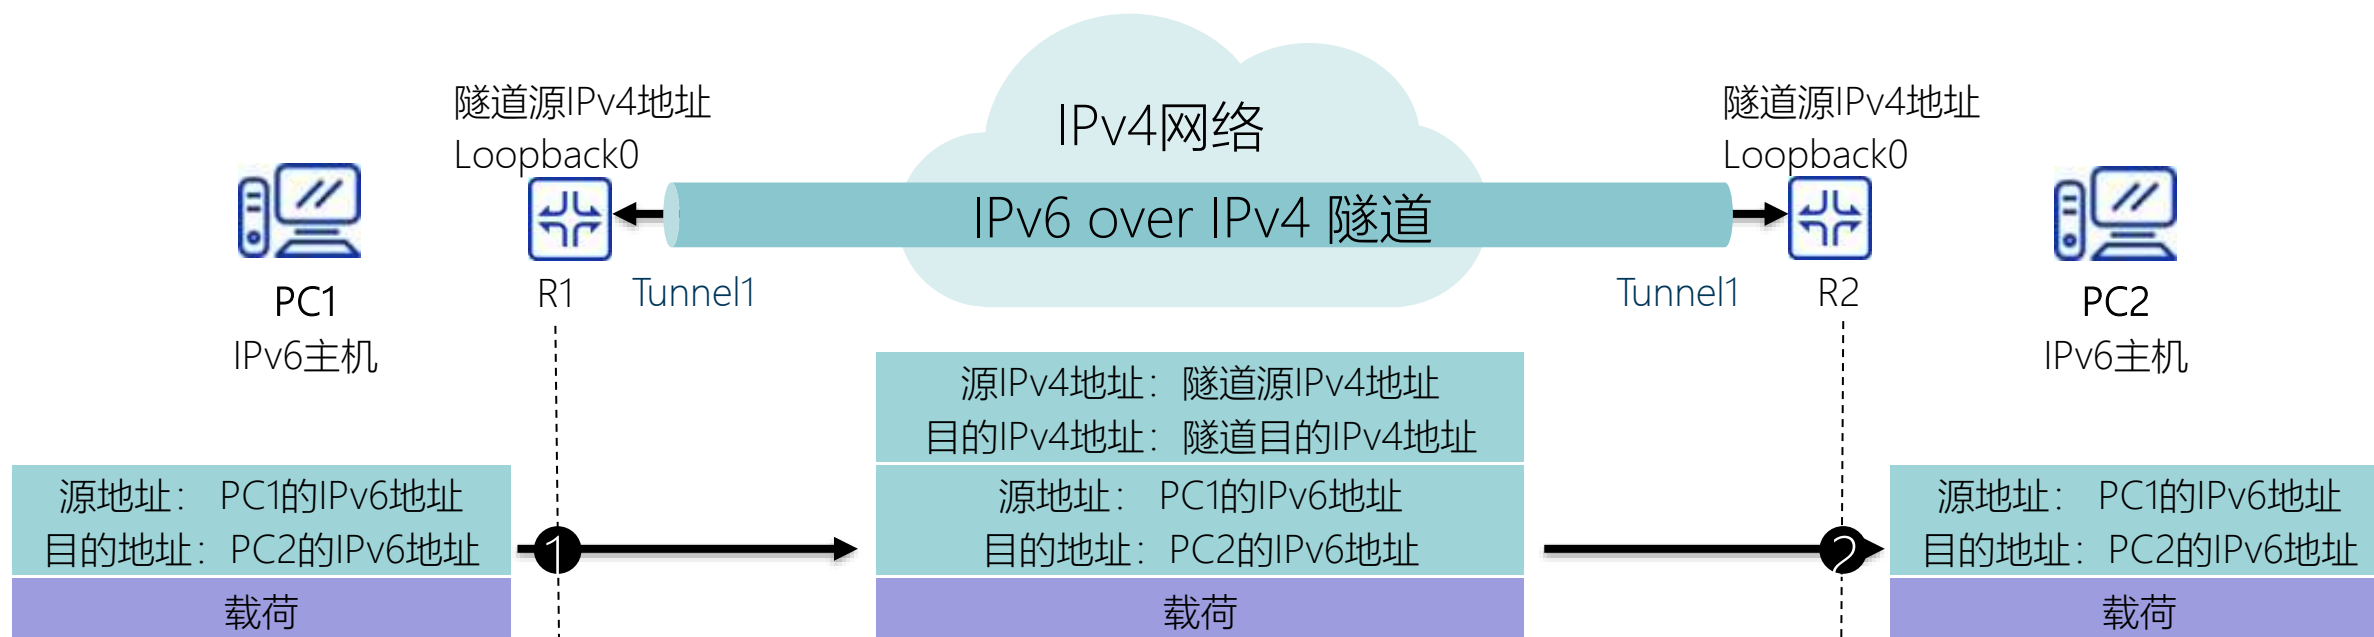 隧道源IPv4地址
Loopback0
IPv4网络
隧道源IPv4地址
Loopback0
IPv6 over IPv4 隧道
PC1
IPv6主机
R1
Tunnel1
Tunnel1
R2
PC2
IPv6主机
源IPv4地址：隧道源IPv4地址
目的IPv4地址：隧道目的IPv4地址
源地址： PC1的IPv6地址
目的地址：PC2的IPv6地址
载荷
1
源地址： PC1的IPv6地址
目的地址：PC2的IPv6地址
载荷
2
源地址： PC1的IPv6地址
目的地址：PC2的IPv6地址
载荷